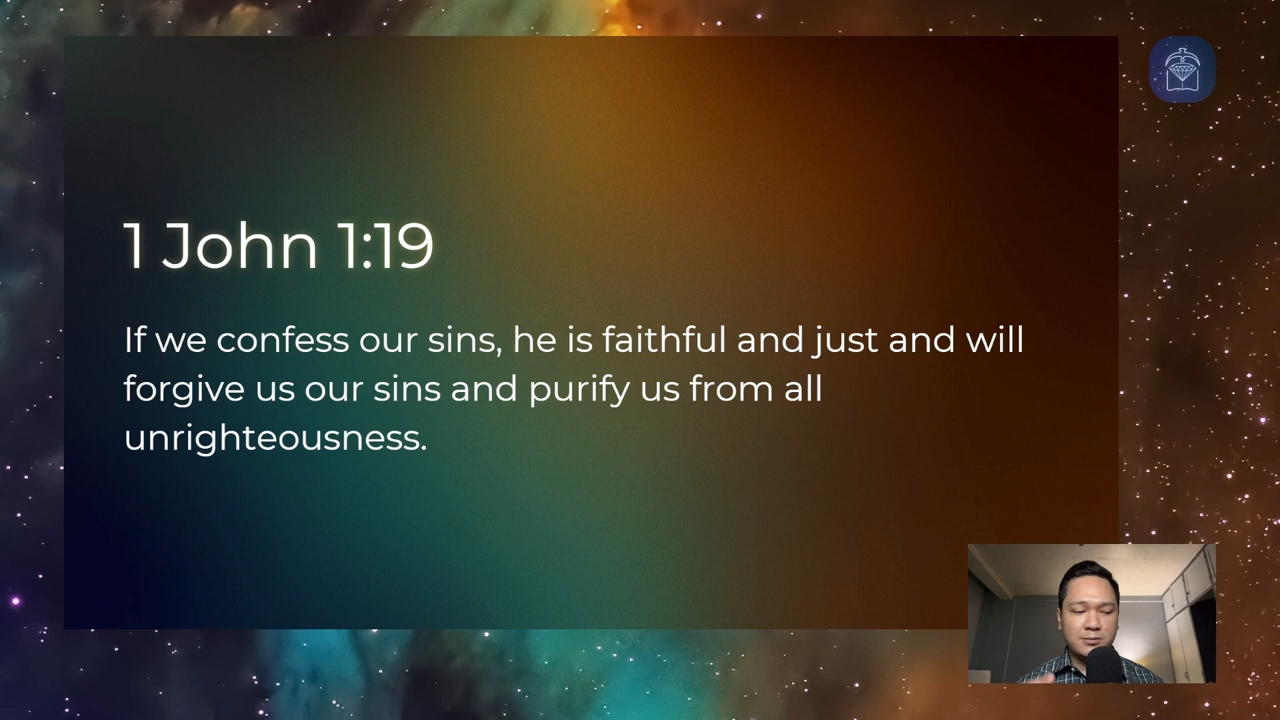 1 John 1:19
If we confess our sins, he is faithful and just and will
forgive us our sins and purify us from all
unrighteousness.